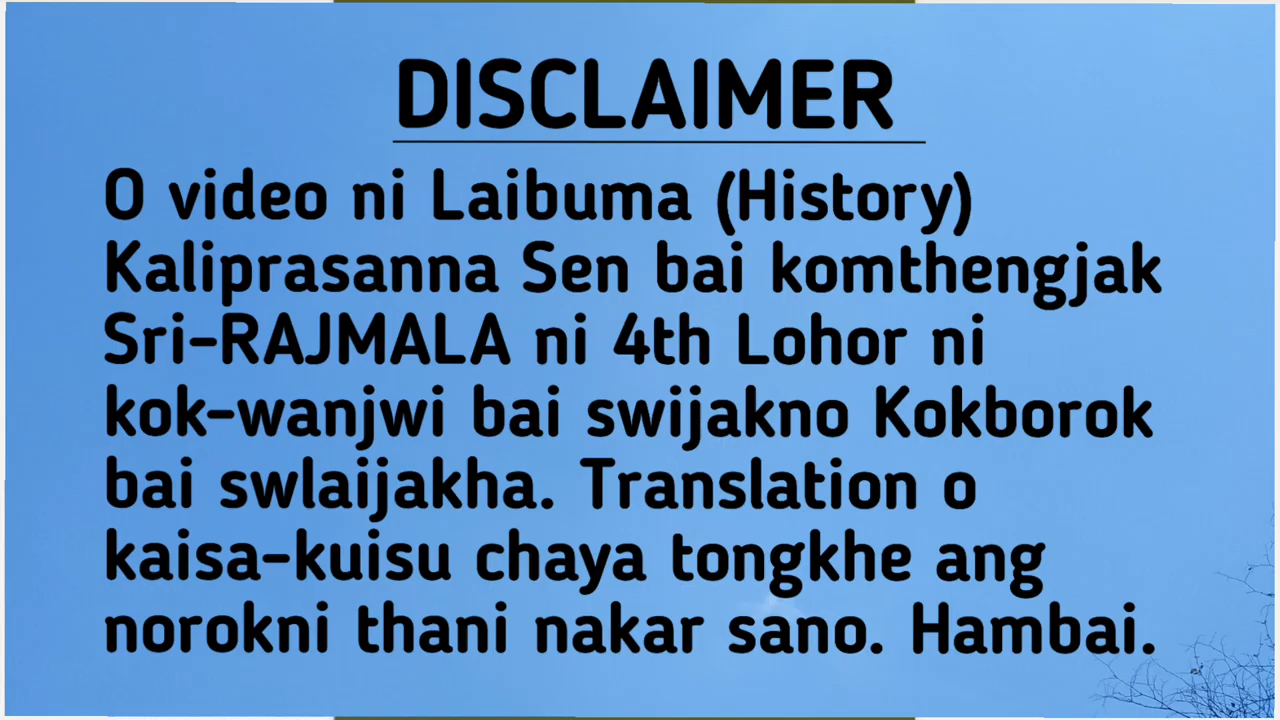 DISCLAIMER
O video ni Laibuma (History)
Kaliprasanna Sen bai komthengjak
Sri-RAJMALA ni 4th Lohor ni
kok-wanjwi bai swijakno Kokborok
bai swlaijakha. Translation o
kaisa-kuisu chaya tongkhe ang
norokni thani nakar sano. Hambai.